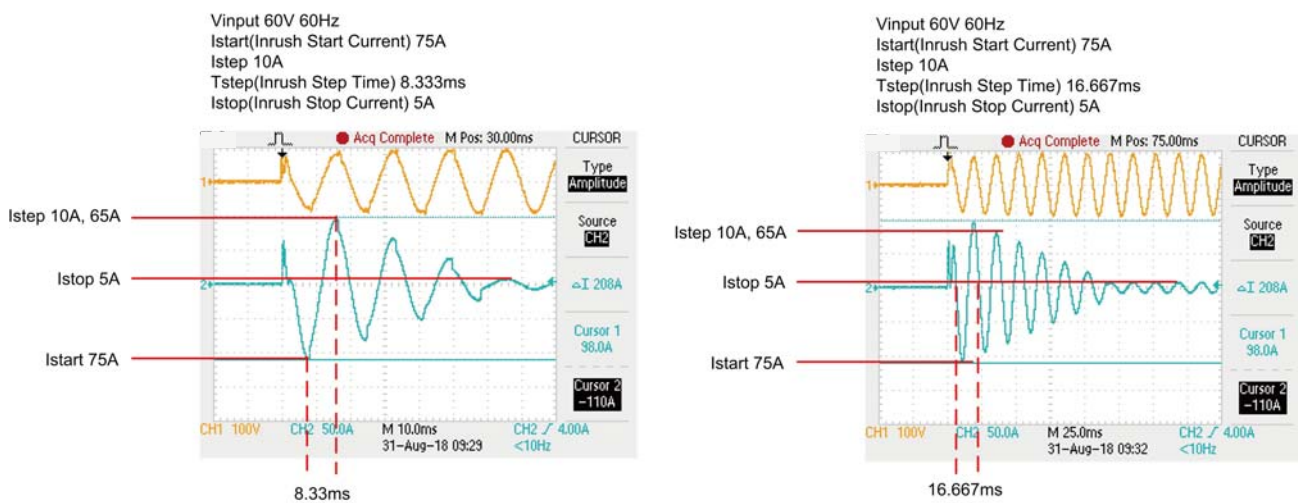 Vinput 60V 60Hz
Istart(Inrush Start Current) 75A
Istep 10A
Tstep(Inrush Step Time) 8.333ms
Istop(Inrush Stop Current) 5A
Acq Complete M Pos: 30.00ms CURSOR
Type
Amplitude
Source
CH2
△I 208A
Cursor 1
98.0A
Cursor 2
-110A
1
2
Istep 10A, 65A
Istop 5A
Istart 75A
CH1 100V CH2 50.0A M 10.0ms CH2 4.00A
31-Aug-18 09:29 <10Hz
8.33ms
Vinput 60V 60Hz
Istart(Inrush Start Current) 75A
Istep 10A
Tstep(Inrush Step Time) 16.667ms
Istop(Inrush Stop Current) 5A
Acq Complete M Pos: 75.00ms CURSOR
Type
Amplitude
Source
CH2
△I 208A
Cursor 1
98.0A
Cursor 2
-110A
1
2
Istep 10A, 65A
Istop 5A
Istart 75A
CH1 100V CH2 50.0A M 25.0ms CH2 4.00A
31-Aug-18 09:32 <10Hz
16.667ms